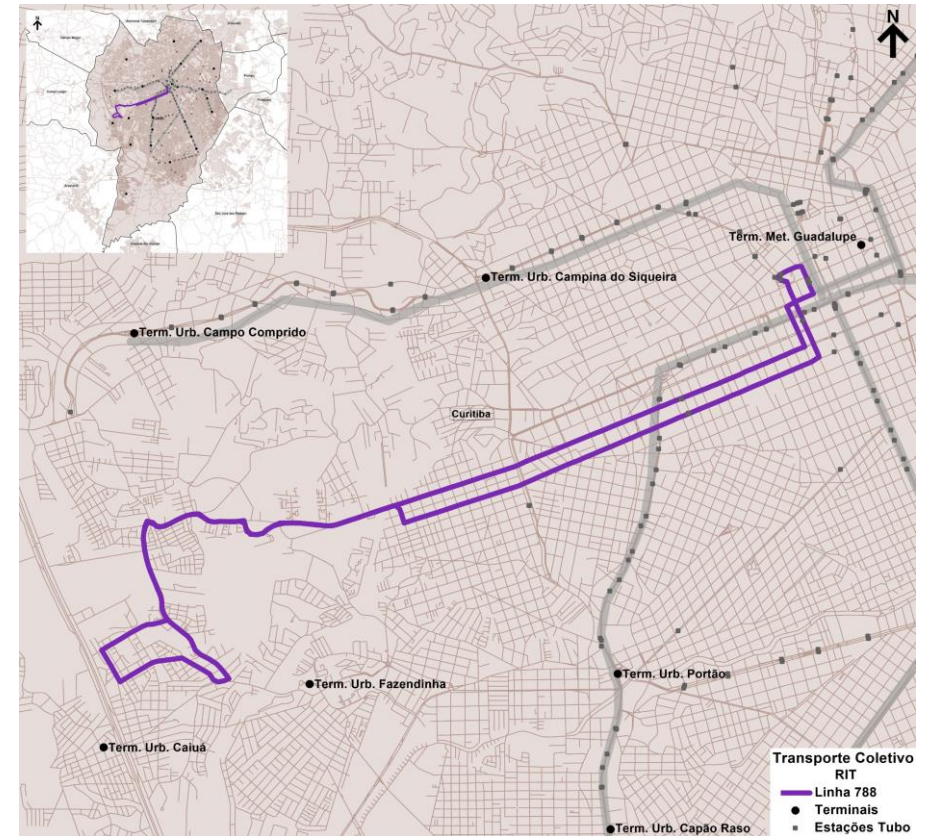 N
Térm. Met. Guadalupe
Term. Urb. Campina do Siqueira
Term. Urb. Campo Comprido
Curitiba
Term. Urb. Fazendinha
Term. Urb. Portão
Term. Urb. Caiuá
Term. Urb. Capão Raso
Transporte Coletivo
RIT
Linha 788
Terminais
Estações Tubo